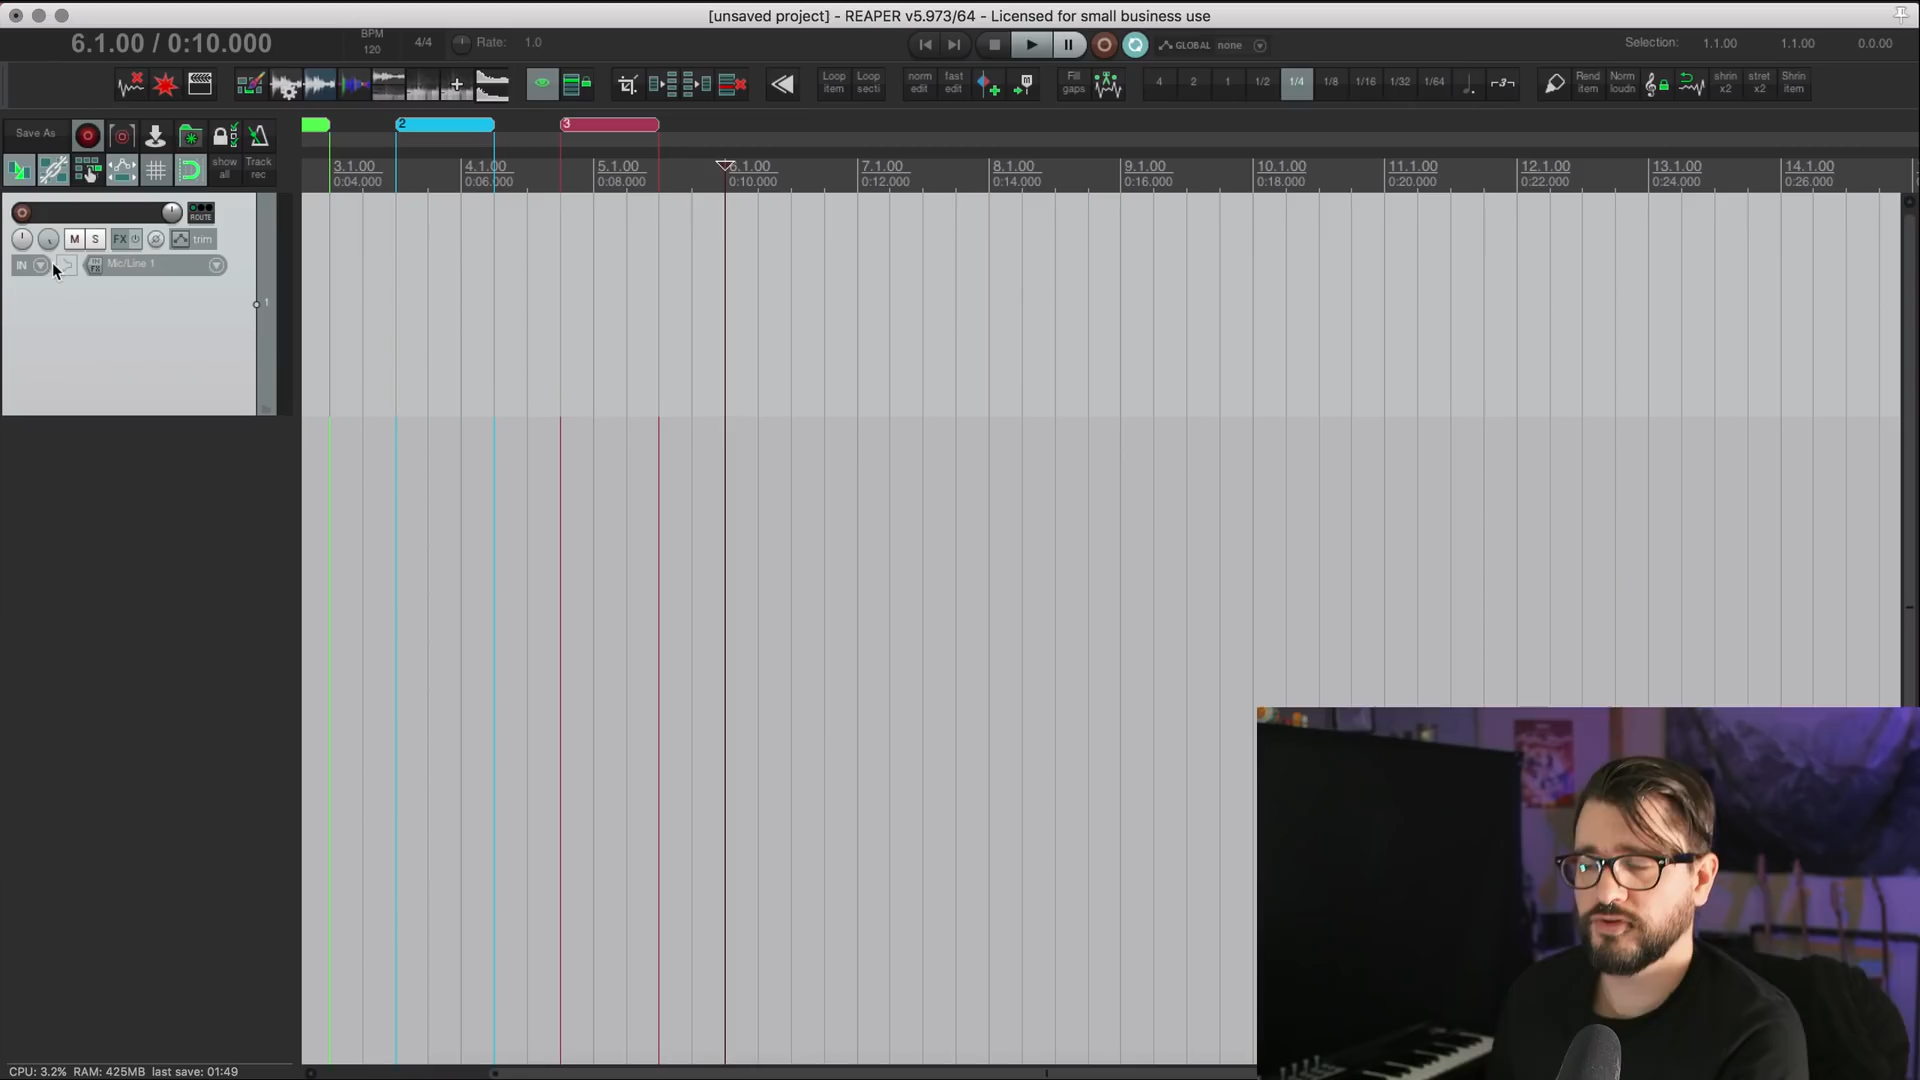 [unsaved project] - REAPER v5.973/64 - Licensed for small business use
6.1.00 / 0:10.000
BPM
120
4/4
Rate: 1.0
GLOBAL none
Selection: 1.1.00 1.1.00 0.0.00
Loop item
Loop secti
norm edit
fast edit
Fill gaps
4 2 1 1/2 1/4 1/8 1/16 1/32 1/64
3
Rend item
Norm loudn
shrin x2
stret x2
Shrin item
Save As
show all
Track rec
2 3
3.1.00 4.1.00 5.1.00 6.1.00 7.1.00 8.1.00 9.1.00 10.1.00 11.1.00 12.1.00 13.1.00 14.1.00
0:04.000 0:06.000 0:08.000 0:10.000 0:12.000 0:14.000 0:16.000 0:18.000 0:20.000 0:22.000 0:24.000 0:26.000
ROUTE
M S FX trim
IN IN FX Mic/Line 1
1
CPU: 3.2% RAM: 425MB last save: 01:49